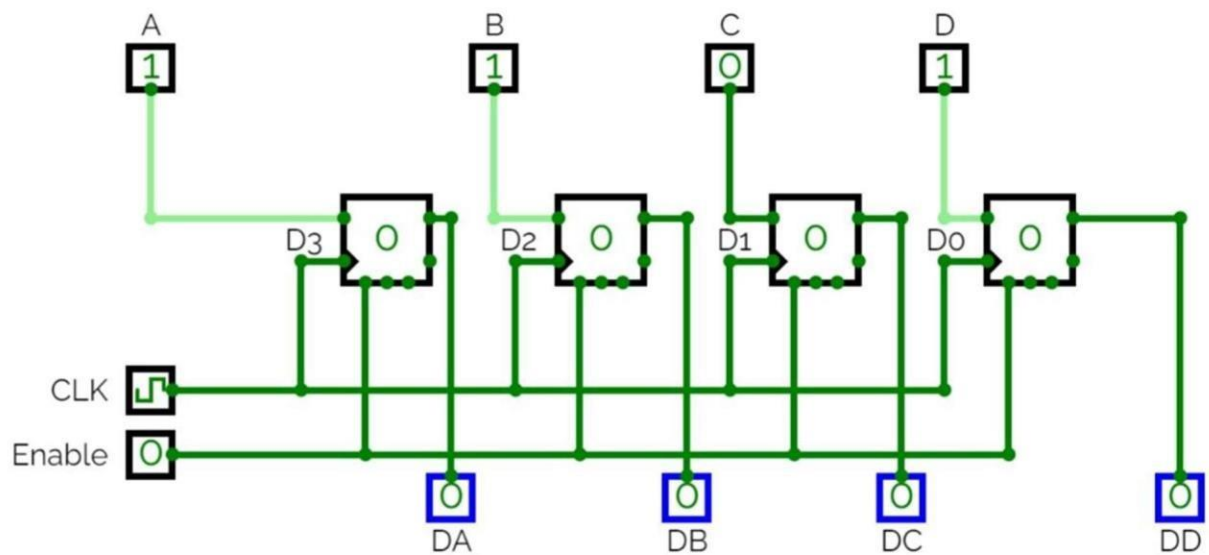 A B C D
1 1 0 1
D3 0 D2 0 D1 0 D0 0
CLK
Enable 0
0 0 0 0
DA DB DC DD